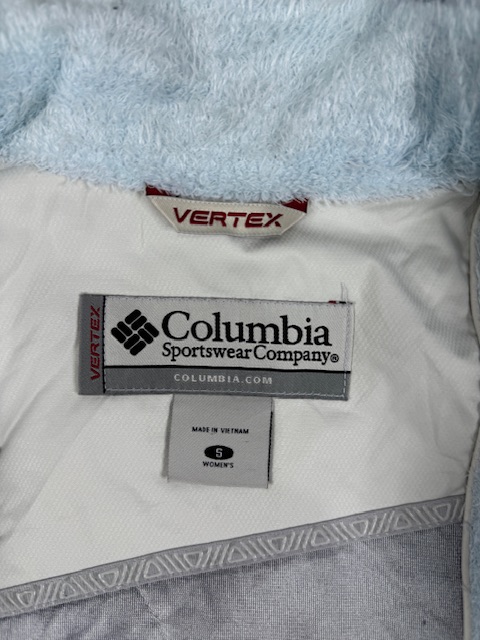 VERTEX
VERTEX
Columbia
Sportswear Company®
COLUMBIA.COM
MADE IN VIETNAM
S
WOMEN'S